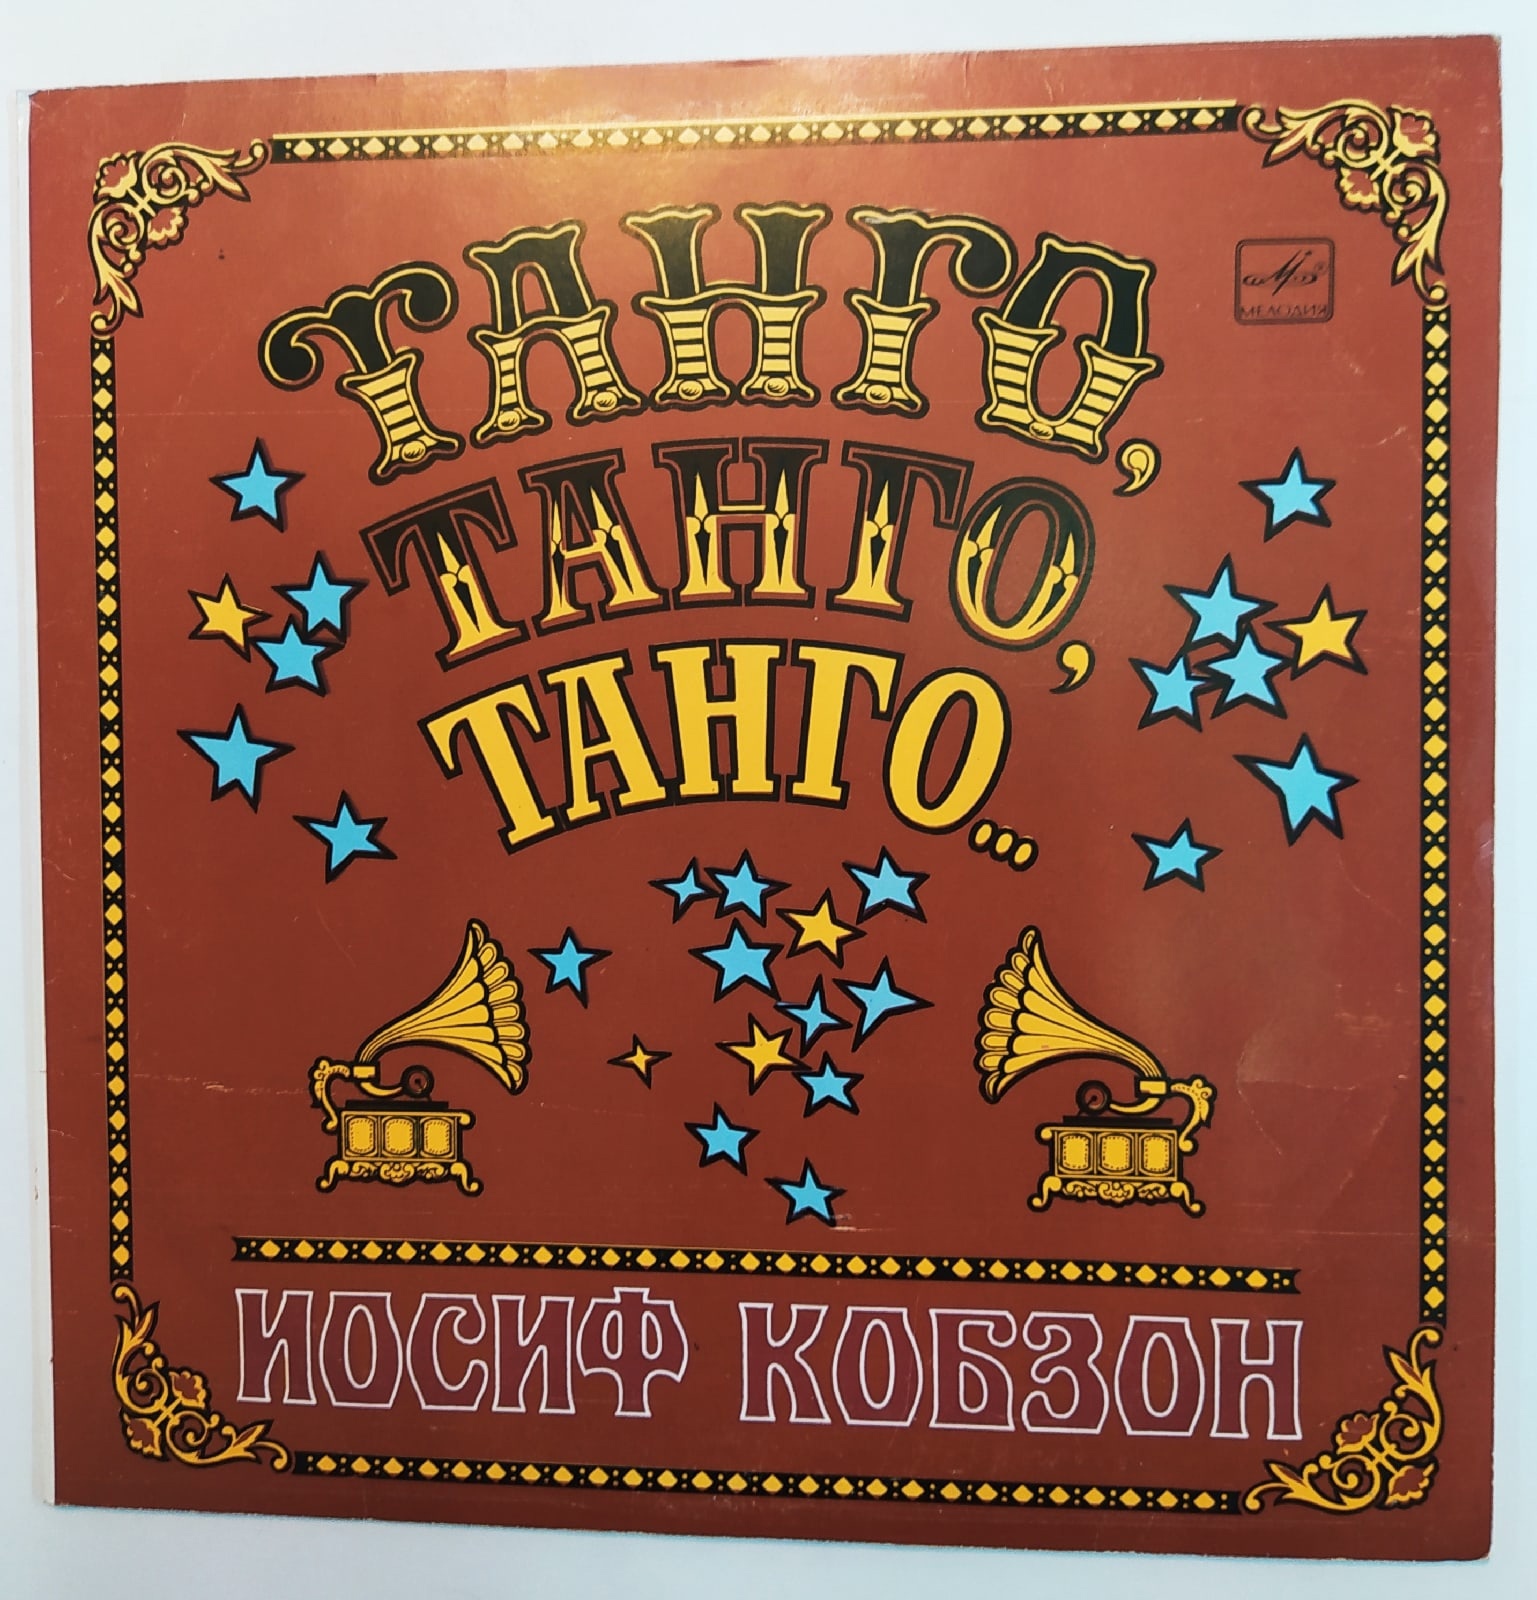 ТАНГО,
МЕЛОДИЯ
ТАНГО,
ТАНГО...
ИОСИФ КОБЗОН